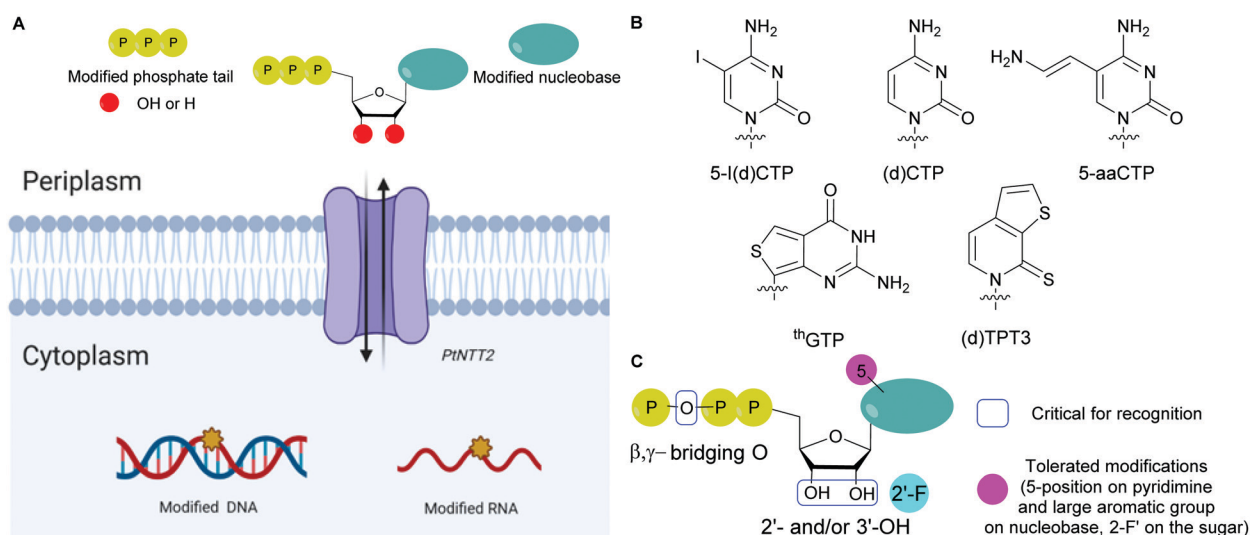 A
P P P
Modified phosphate tail
OH or H
P P P
O
Modified nucleobase
Periplasm
Cytoplasm
PtNTT2
Modified DNA
Modified RNA
B
NH2
I
N
N
O
5-I(d)CTP
NH2
N
N
O
(d)CTP
NH2
H2N
N
N
O
5-aaCTP
O
S
NH
N
NH2
thGTP
S
N
S
(d)TPT3
C
5
P O P P
β,γ– bridging O
O
OH OH
2'-F
2'- and/or 3'-OH
Critical for recognition
Tolerated modifications
(5-position on pyridimine
and large aromatic group
on nucleobase, 2-F' on the sugar)